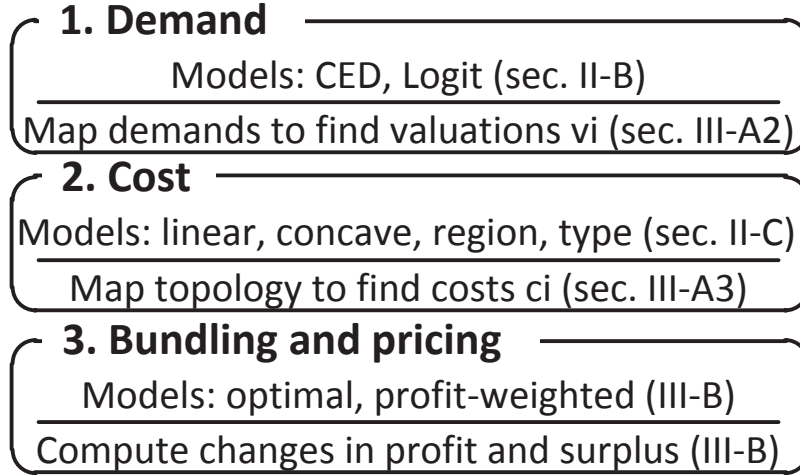 1. Demand
Models: CED, Logit (sec. II-B)
Map demands to find valuations vi (sec. III-A2)
2. Cost
Models: linear, concave, region, type (sec. II-C)
Map topology to find costs ci (sec. III-A3)
3. Bundling and pricing
Models: optimal, profit-weighted (III-B)
Compute changes in profit and surplus (III-B)